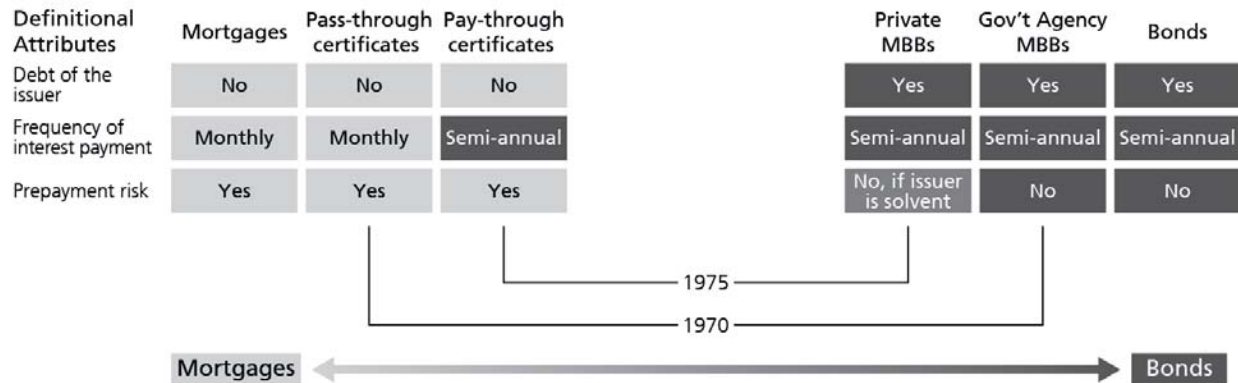 Definitional
Attributes
Mortgages
Pass-through
certificates
Pay-through
certificates
Private
MBBs
Gov't Agency
MBBs
Bonds
Debt of the
issuer
No
No
No
Yes
Yes
Yes
Frequency of
interest payment
Monthly
Monthly
Semi-annual
Semi-annual
Semi-annual
Semi-annual
Prepayment risk
Yes
Yes
Yes
No, if issuer
is solvent
No
No
1975
1970
Mortgages
Bonds